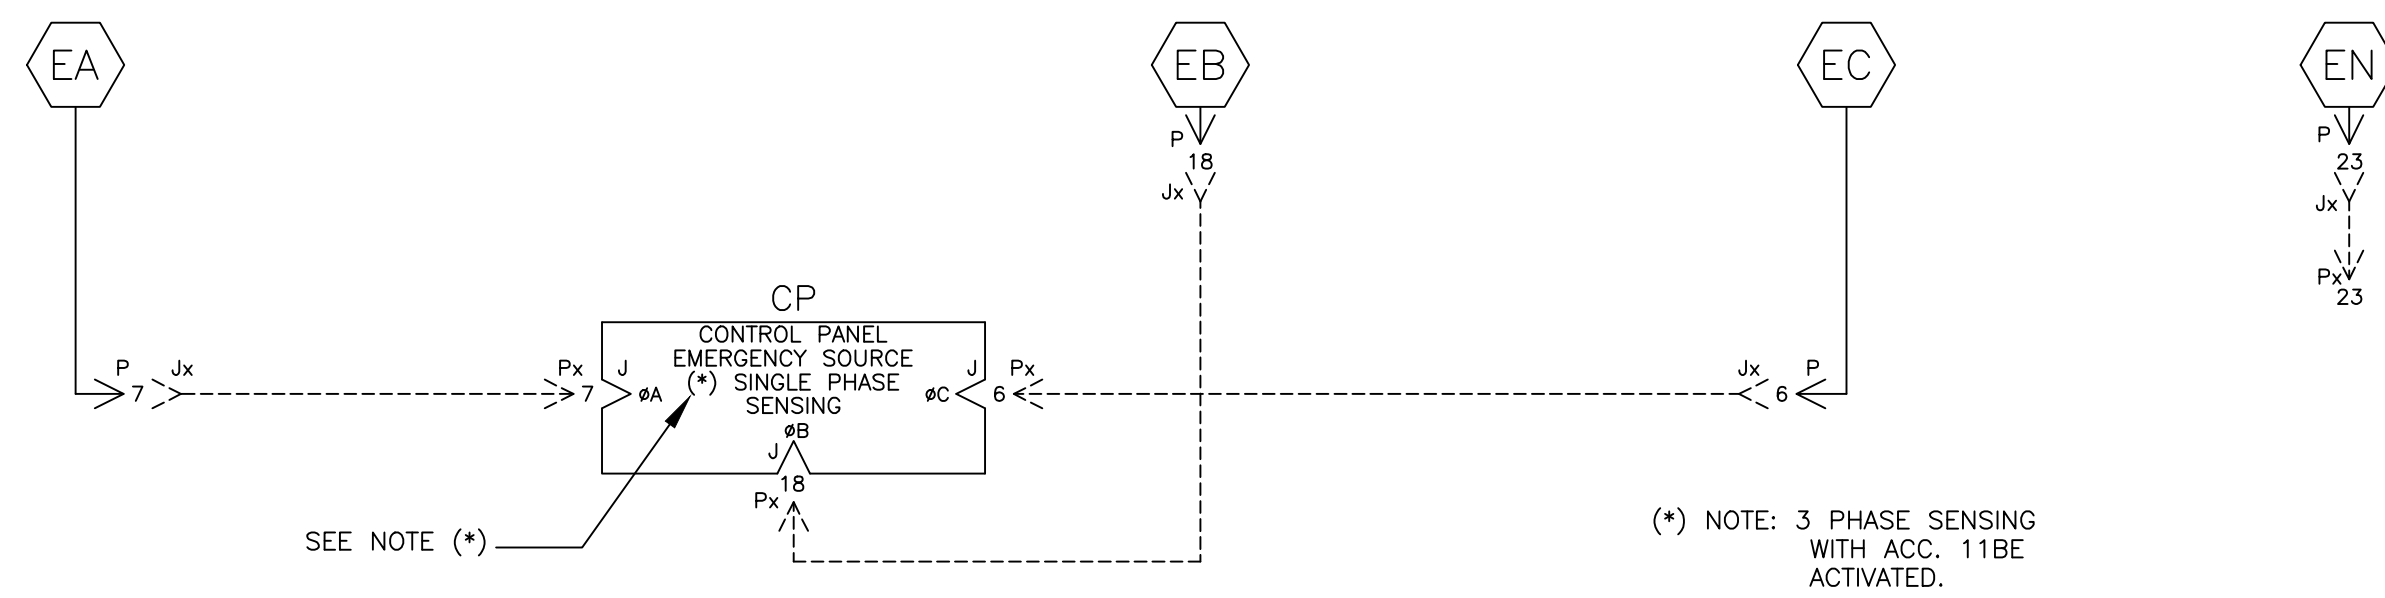 EA
EB
EC
EN
P
18
Jx
P
23
Jx
Px
23
CP
CONTROL PANEL
EMERGENCY SOURCE
(*) SINGLE PHASE
SENSING
P
7
Jx
Px
7
J
øA
øC
J
6
Px
Jx
6
P
øB
J
18
Px
SEE NOTE (*)
(*) NOTE: 3 PHASE SENSING
WITH ACC. 11BE
ACTIVATED.